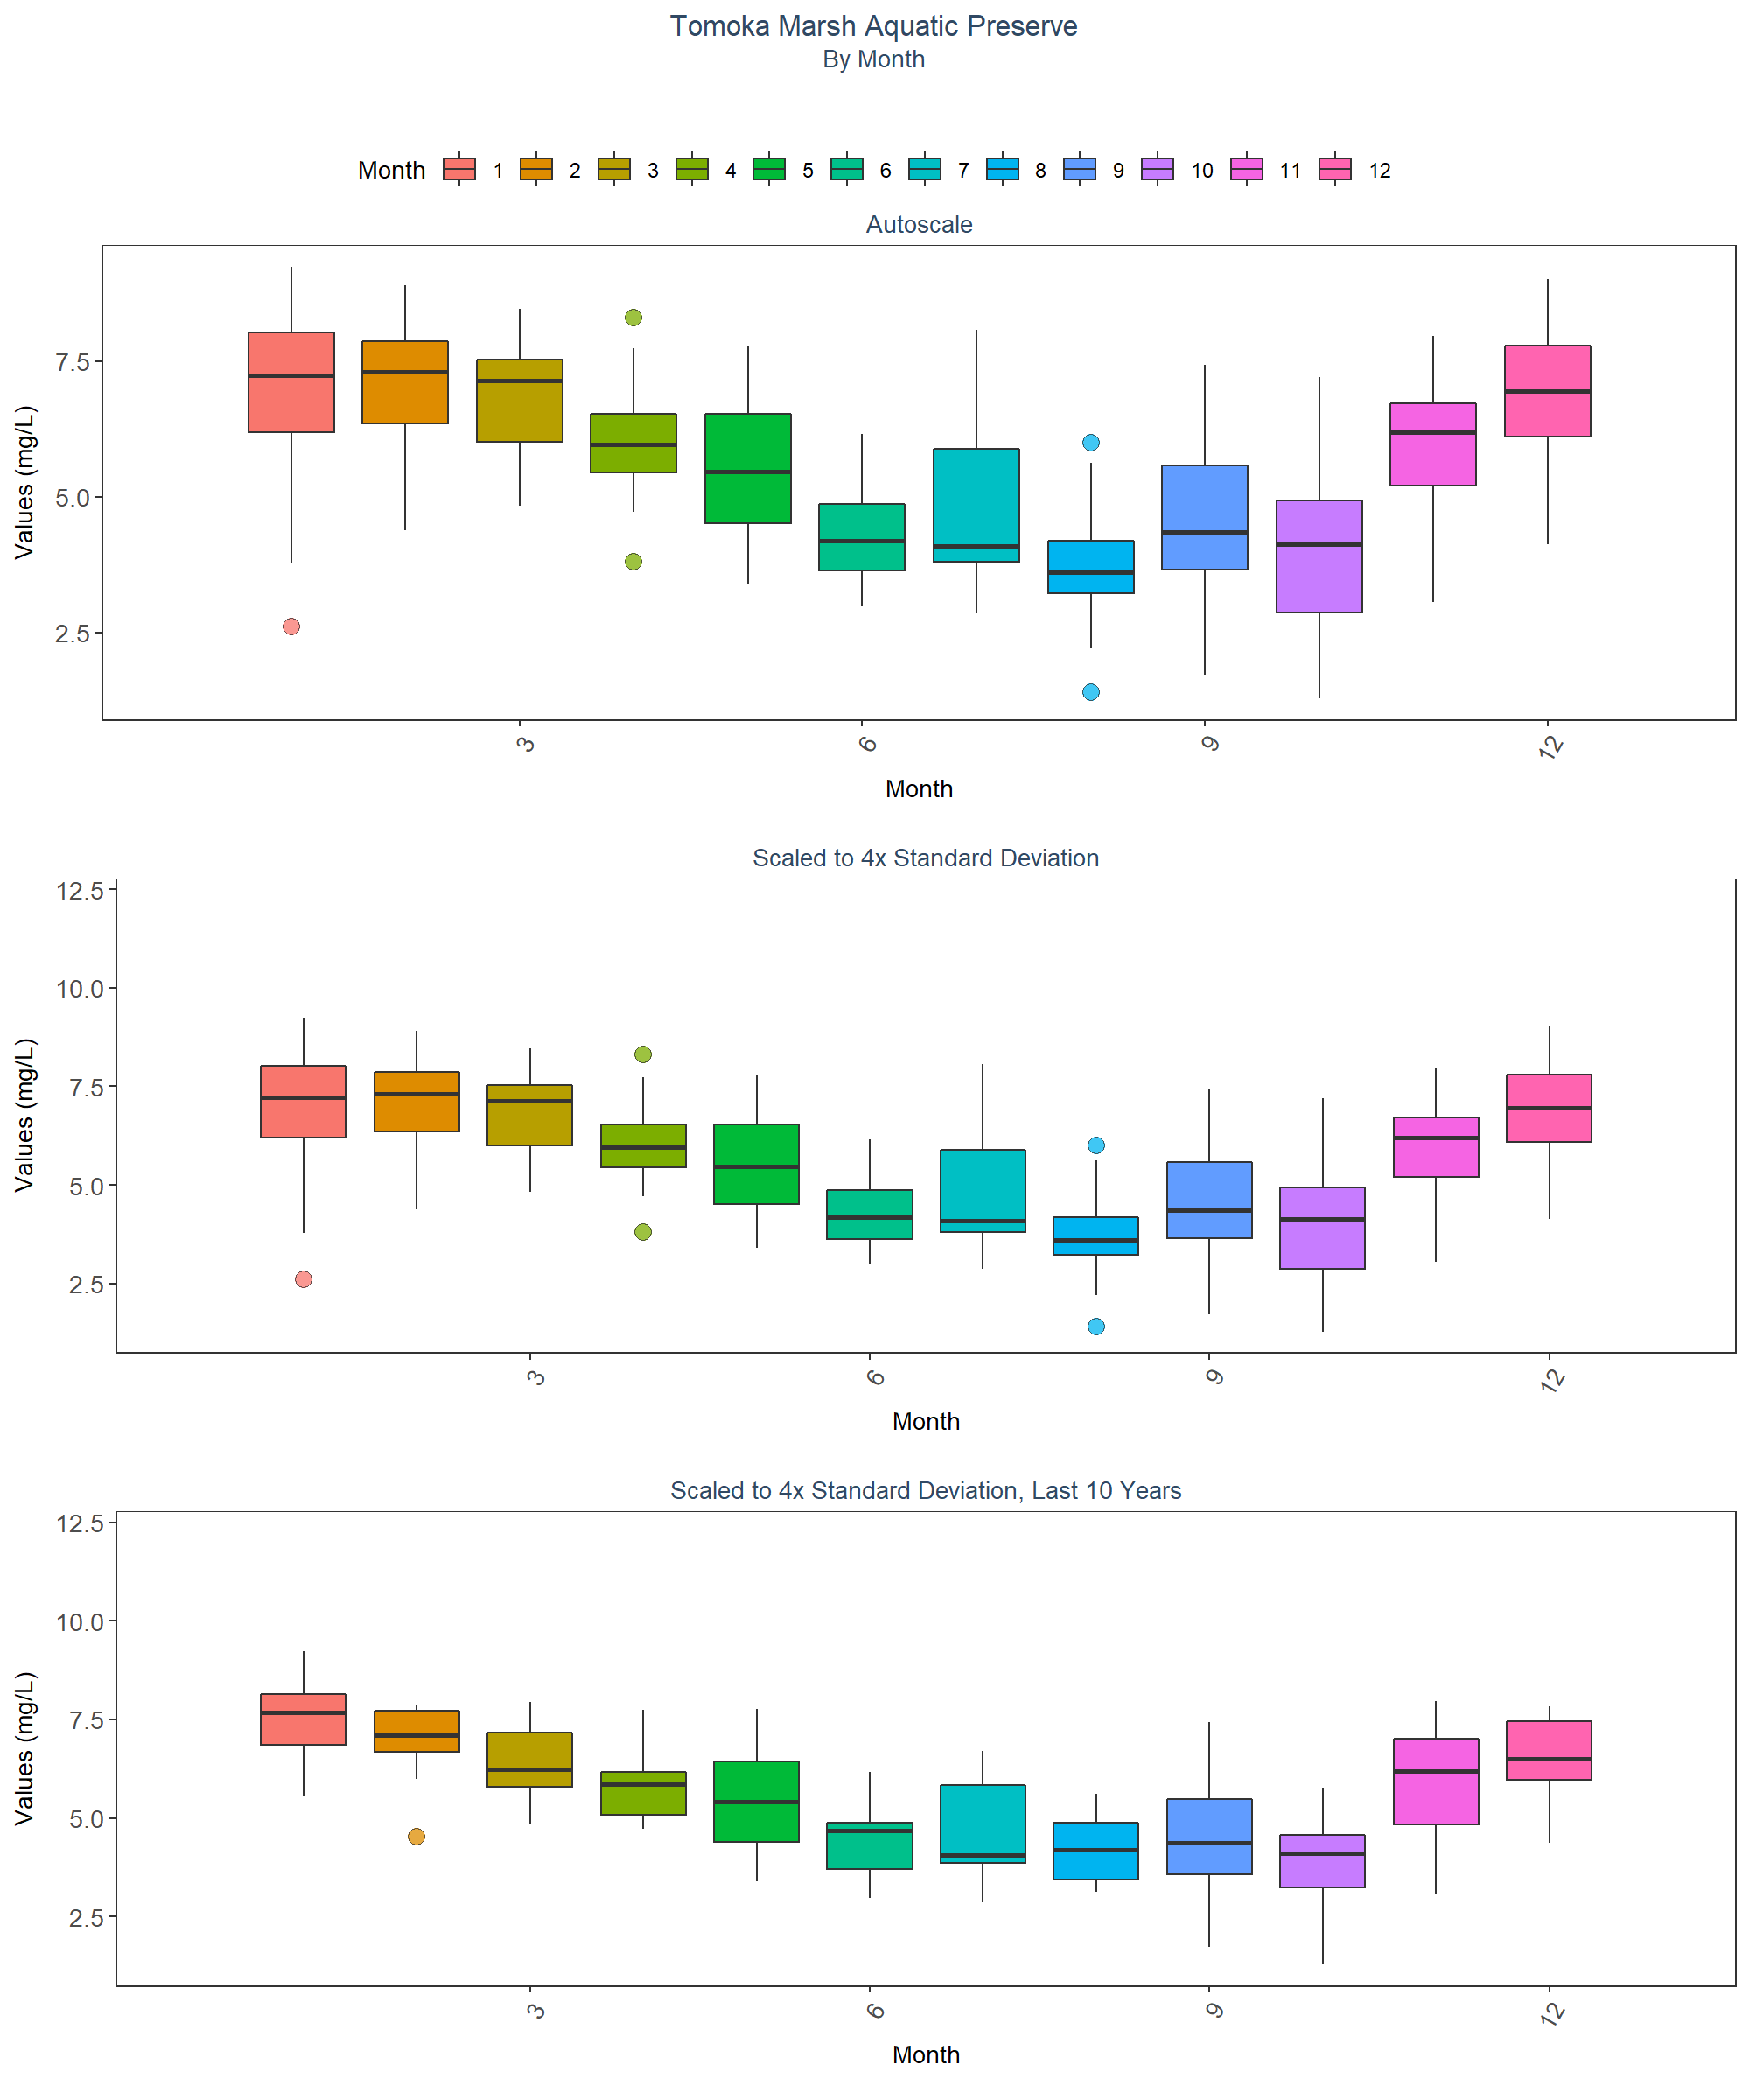 Tomoka Marsh Aquatic Preserve
By Month
Month 1 2 3 4 5 6 7 8 9 10 11 12
Autoscale
Values (mg/L)
7.5
5.0
2.5
3 6 9 12
Month
Scaled to 4x Standard Deviation
Values (mg/L)
12.5
10.0
7.5
5.0
2.5
3 6 9 12
Month
Scaled to 4x Standard Deviation, Last 10 Years
Values (mg/L)
12.5
10.0
7.5
5.0
2.5
3 6 9 12
Month